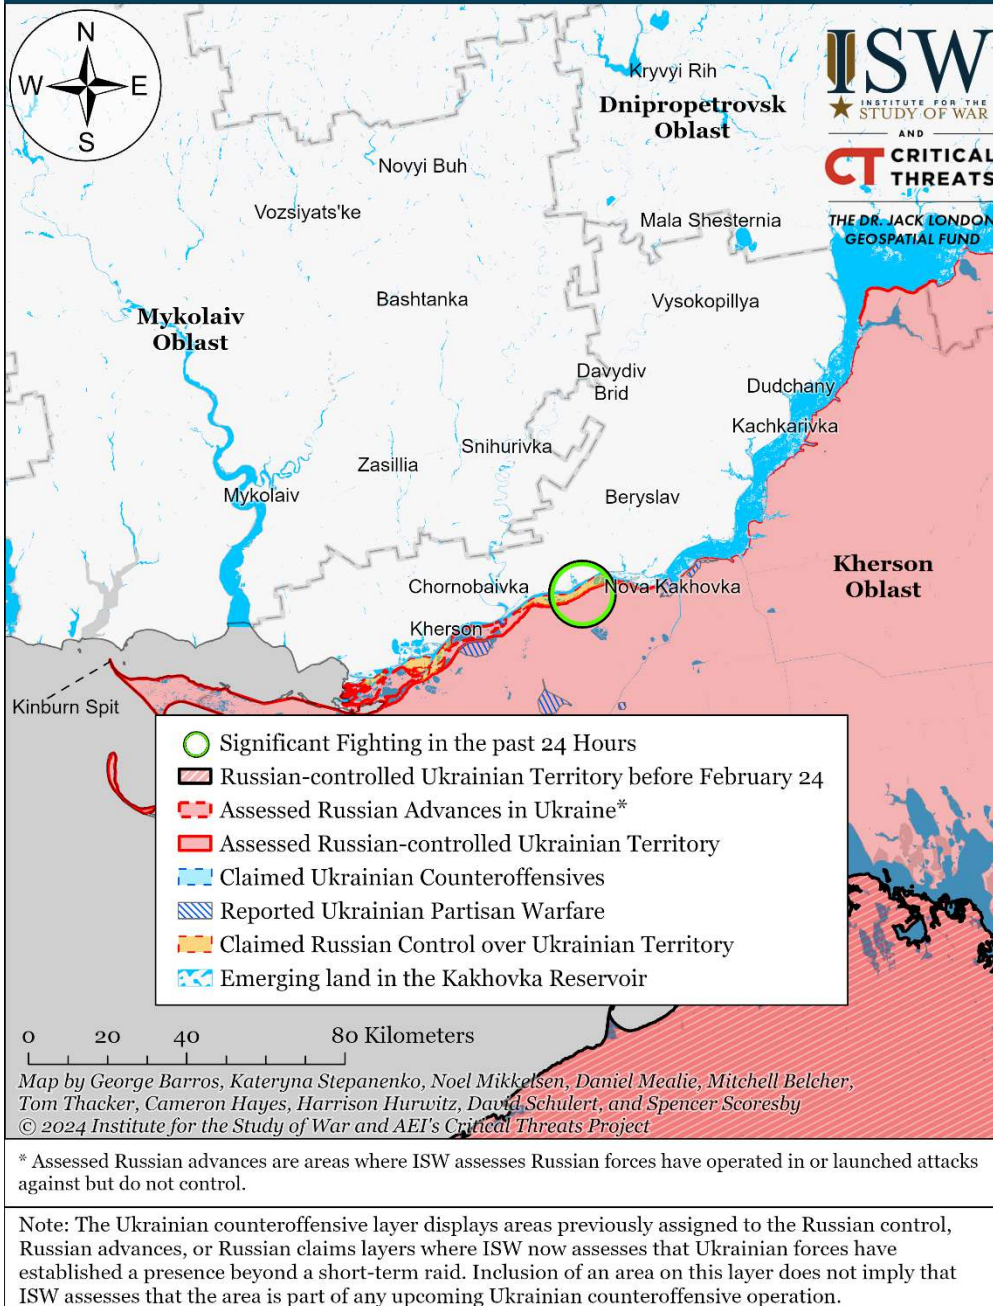 N
W
E
S
ISW
INSTITUTE FOR THE
STUDY OF WAR
AND
CT CRITICAL
THREATS
THE DR. JACK LONDON
GEOSPATIAL FUND
Kryvyi Rih
Dnipropetrovsk
Oblast
Novyi Buh
Vozsiyats'ke
Mala Shesternia
Bashtanka
Vysokopillya
Mykolaiv
Oblast
Davydiv
Brid
Dudchany
Kachkarivka
Snihurivka
Zasillia
Mykolaiv
Beryslav
Kherson
Oblast
Chornobaivka
Nova Kakhovka
Kherson
Kinburn Spit
Significant Fighting in the past 24 Hours
Russian-controlled Ukrainian Territory before February 24
Assessed Russian Advances in Ukraine*
Assessed Russian-controlled Ukrainian Territory
Claimed Ukrainian Counteroffensives
Reported Ukrainian Partisan Warfare
Claimed Russian Control over Ukrainian Territory
Emerging land in the Kakhovka Reservoir
0 20 40 80 Kilometers
Map by George Barros, Kateryna Stepanenko, Noel Mikkelsen, Daniel Mealie, Mitchell Belcher,
Tom Thacker, Cameron Hayes, Harrison Hurwitz, David Schulert, and Spencer Scoresby
© 2024 Institute for the Study of War and AEI's Critical Threats Project
* Assessed Russian advances are areas where ISW assesses Russian forces have operated in or launched attacks
against but do not control.
Note: The Ukrainian counteroffensive layer displays areas previously assigned to the Russian control,
Russian advances, or Russian claims layers where ISW now assesses that Ukrainian forces have
established a presence beyond a short-term raid. Inclusion of an area on this layer does not imply that
ISW assesses that the area is part of any upcoming Ukrainian counteroffensive operation.